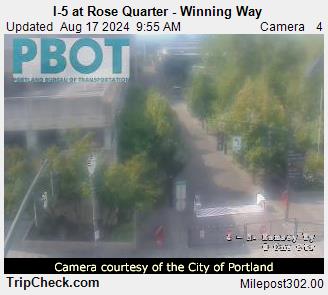 I-5 at Rose Quarter - Winning Way
Updated Aug 17 2024 9:55 AM Camera 4
PBOT
PORTLAND BUREAU OF TRANSPORTATION
Camera courtesy of the City of Portland
TripCheck.com Milepost302.00